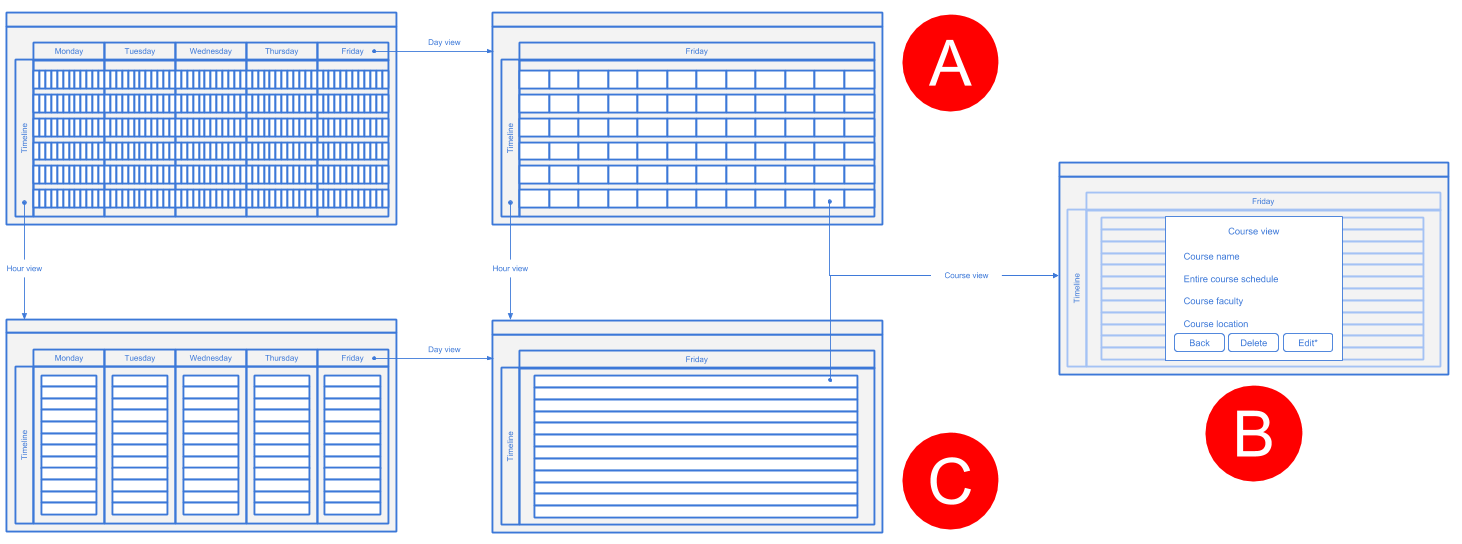 Monday Tuesday Wednesday Thursday Friday
Timeline
Day view
Friday
Timeline
A
Hour view
Hour view
Course view
Friday
Timeline
Course view
Course name
Entire course schedule
Course faculty
Course location
Back Delete Edit*
B
Monday Tuesday Wednesday Thursday Friday
Timeline
Day view
Friday
Timeline
C